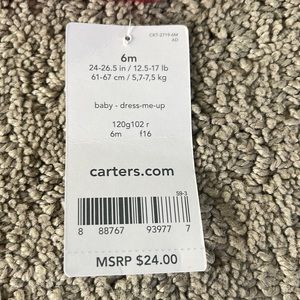 CKT-2719-6M
AD
6m
24-26.5 in / 12.5-17 lb
61-67 cm / 5,7-7,5 kg
baby - dress-me-up
120g102 r
6m f16
carters.com
S9-3
8 88767 93977 7
MSRP $24.00